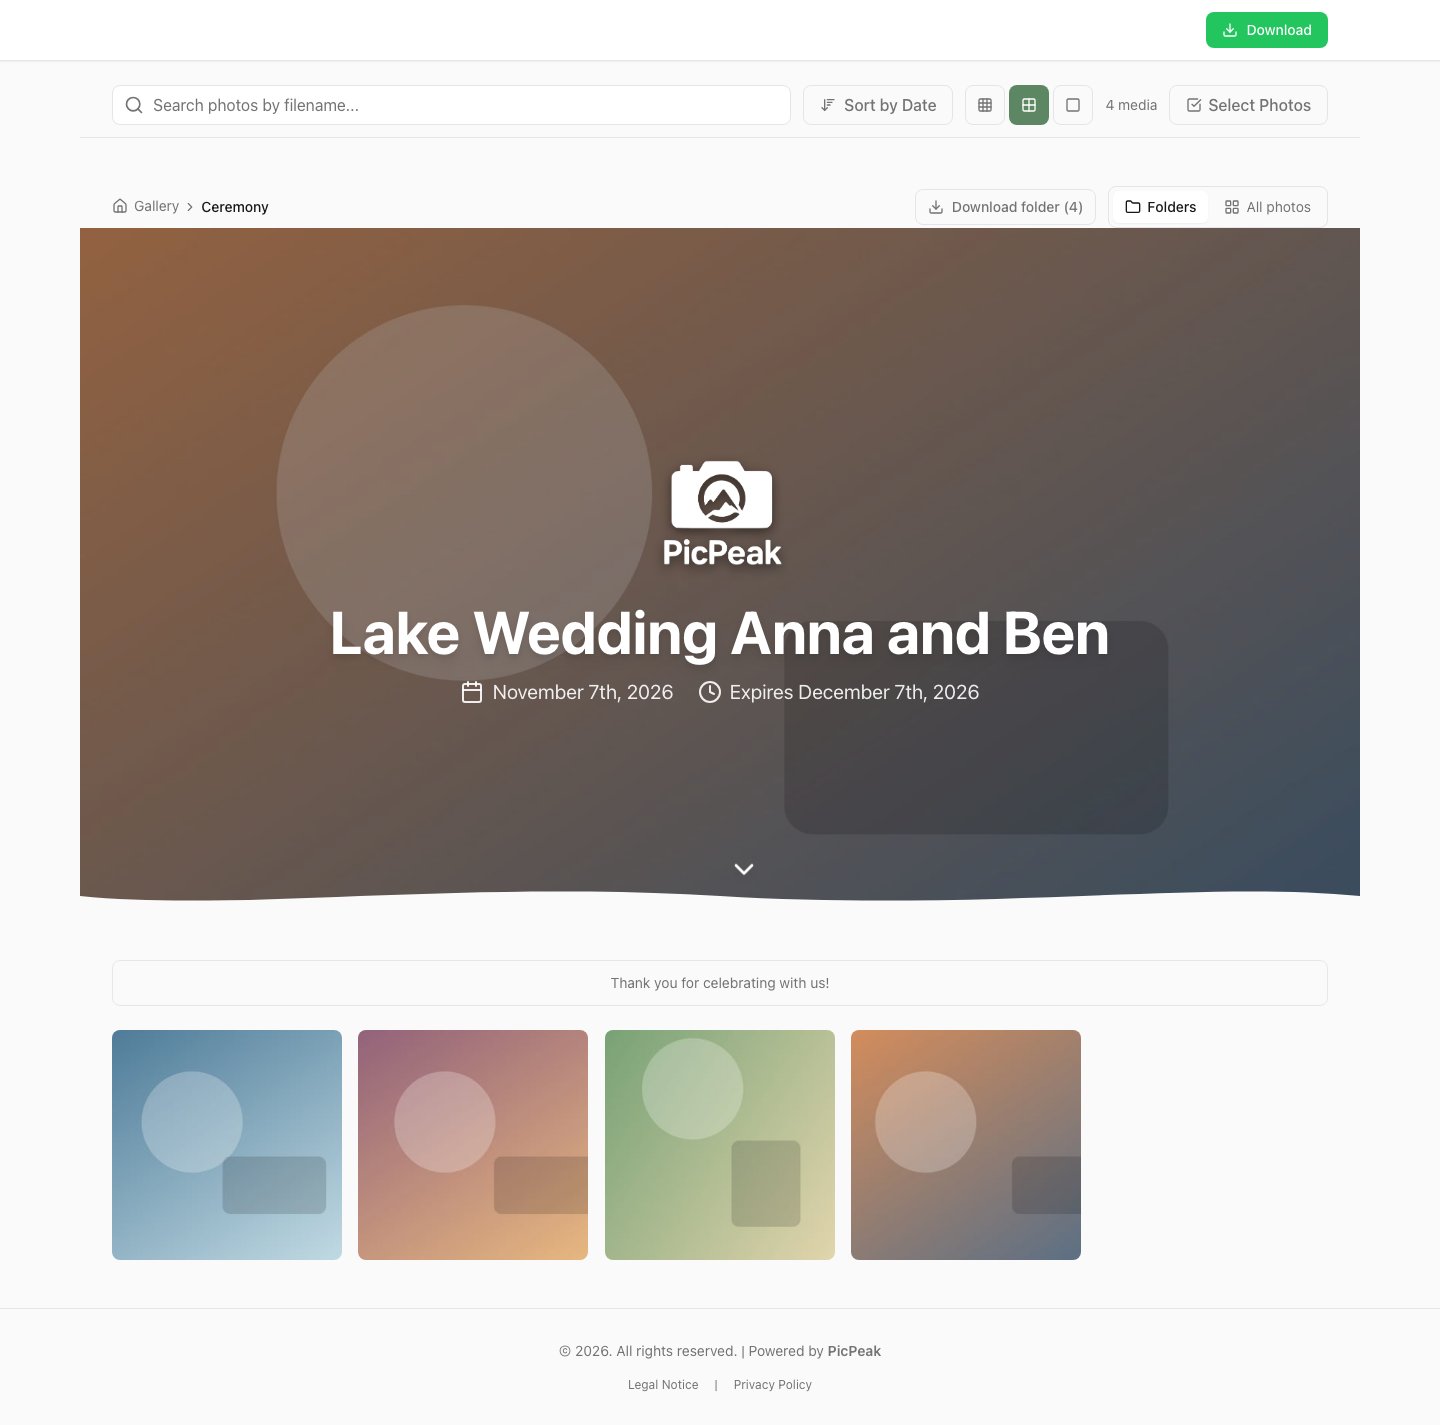 Download
Search photos by filename...
Sort by Date
4 media
Select Photos
Gallery > Ceremony
Download folder (4)
Folders
All photos
PicPeak
Lake Wedding Anna and Ben
November 7th, 2026
Expires December 7th, 2026
Thank you for celebrating with us!
© 2026. All rights reserved. | Powered by PicPeak
Legal Notice | Privacy Policy